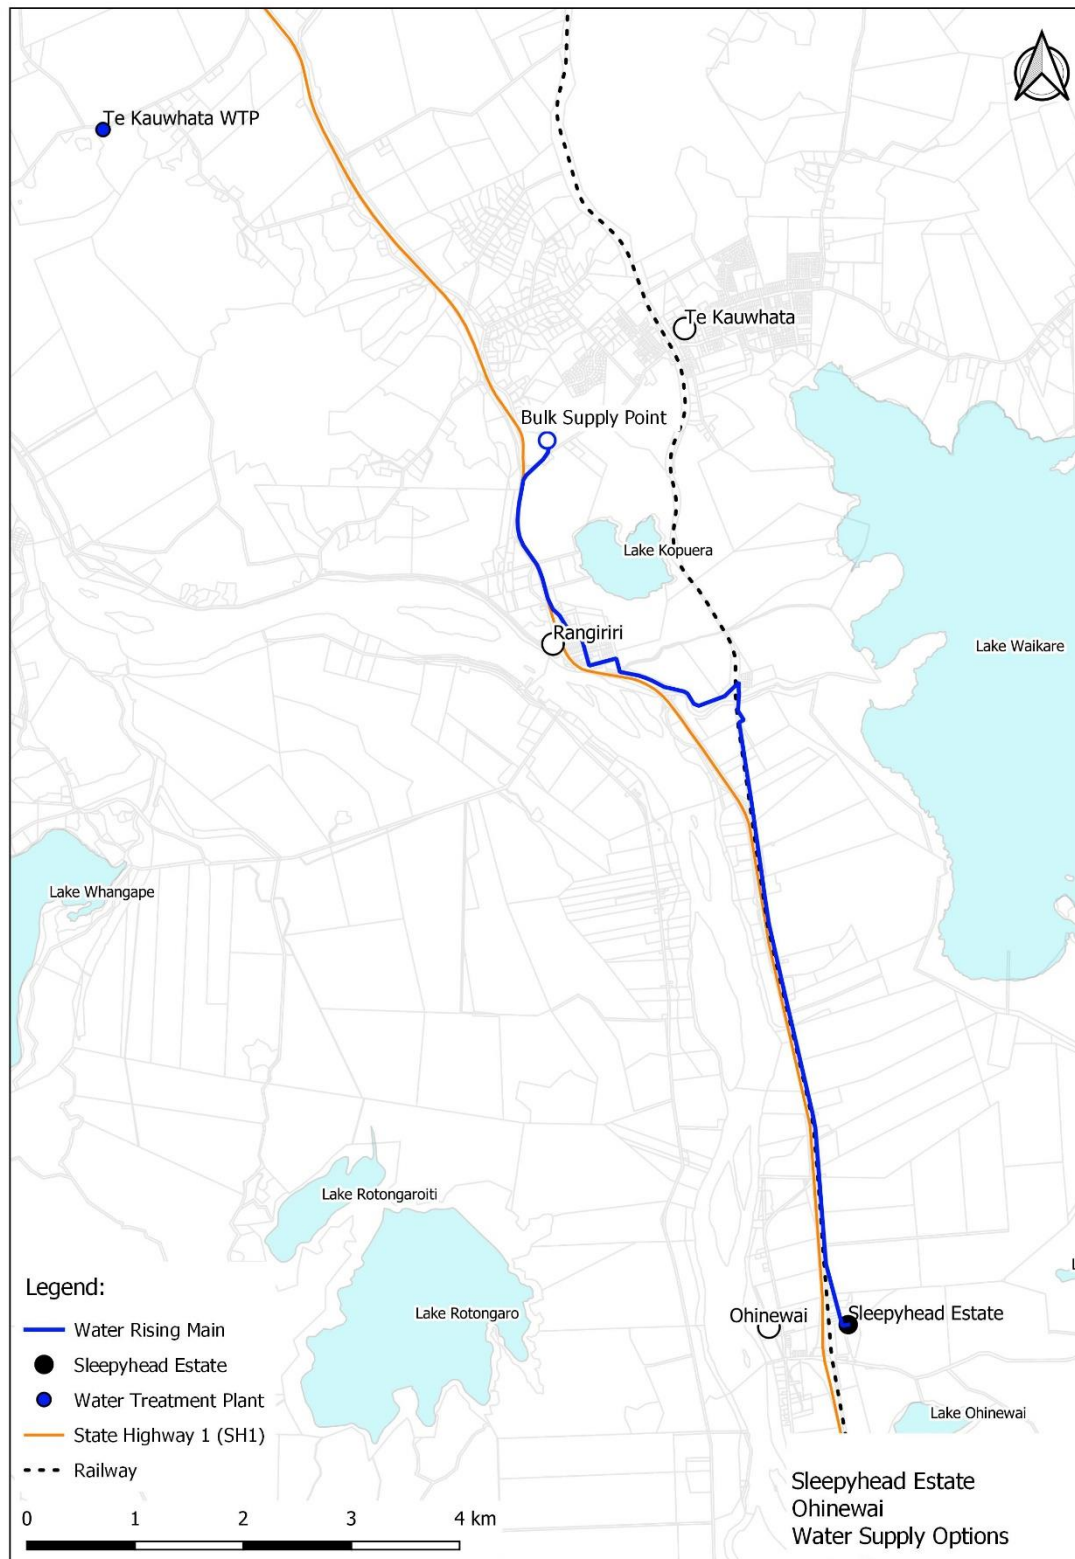 Te Kauwhata WTP
Te Kauwhata
Bulk Supply Point
Lake Kopuera
Rangiriri
Lake Waikare
Lake Whangape
Lake Rotongaroiti
L
Lake Rotongaro
Ohinewai
Sleepyhead Estate
Lake Ohinewai
Legend:
Water Rising Main
Sleepyhead Estate
Water Treatment Plant
State Highway 1 (SH1)
Railway
0 1 2 3 4 km
Sleepyhead Estate
Ohinewai
Water Supply Options